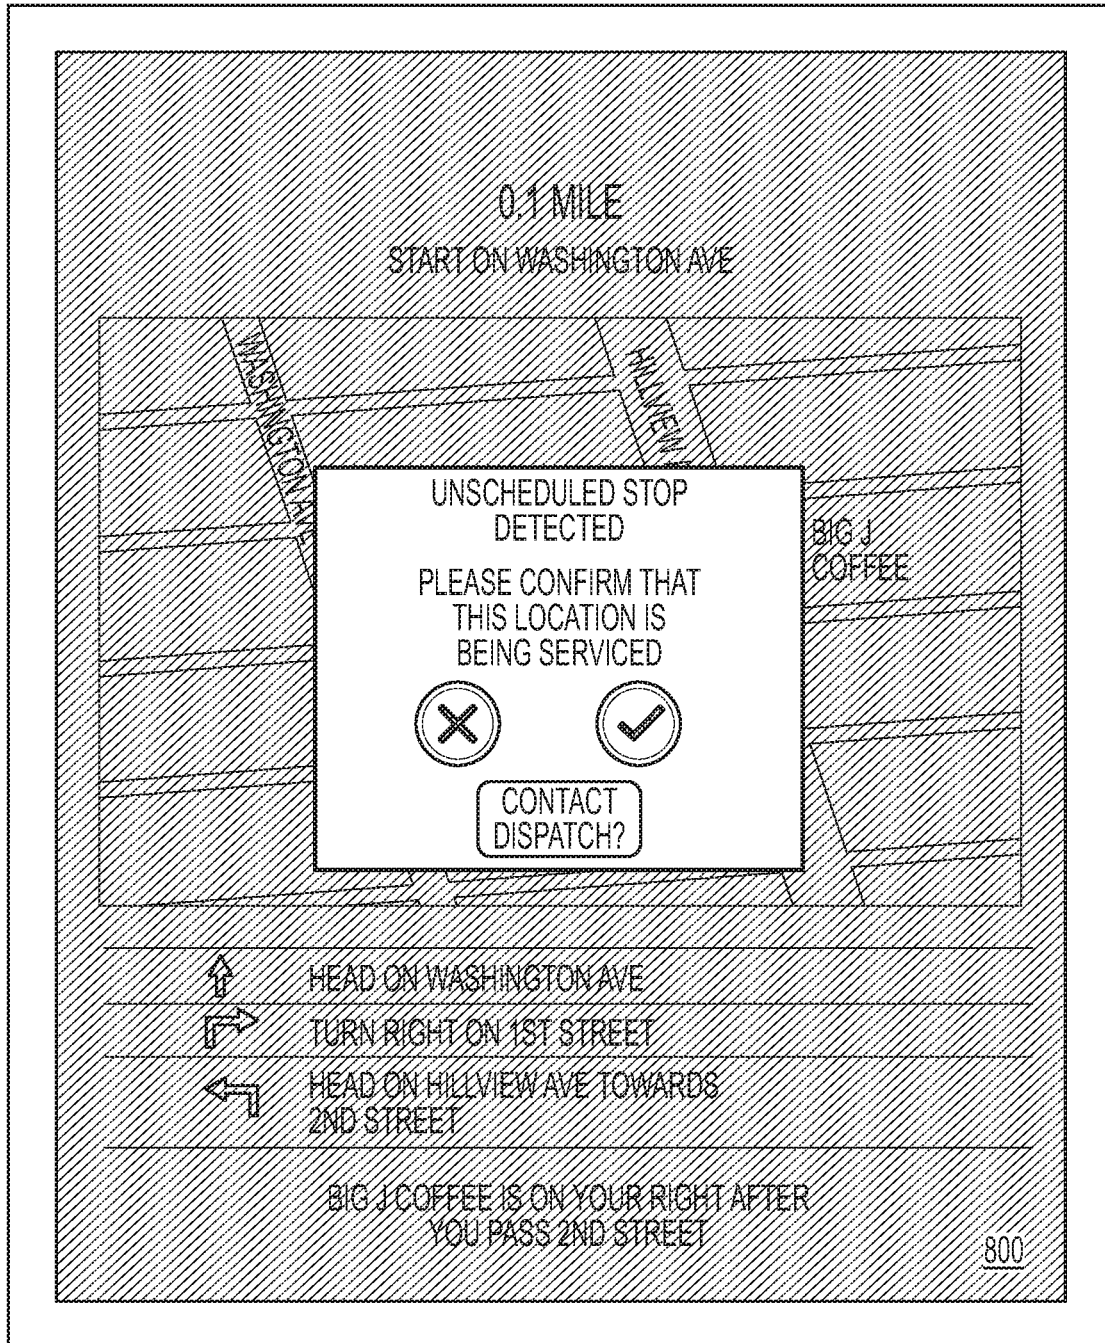 0.1 MILE
START ON WASHINGTON AVE
WASHINGTON AVE
HILLVIEW
UNSCHEDULED STOP
DETECTED
PLEASE CONFIRM THAT
THIS LOCATION IS
BEING SERVICED
BIG J
COFFEE
CONTACT
DISPATCH?
HEAD ON WASHINGTON AVE
TURN RIGHT ON 1ST STREET
HEAD ON HILLVIEW AVE TOWARDS
2ND STREET
BIG J COFFEE IS ON YOUR RIGHT AFTER
YOU PASS 2ND STREET
800